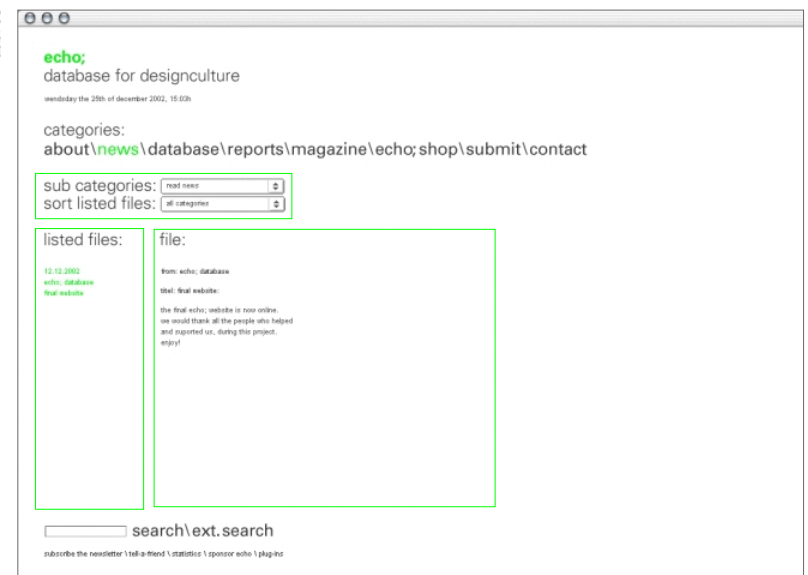 echo;
database for designculture
wendsday the 25th of december 2002, 15:03h
categories:
about\news\database\reports\magazine\echo; shop\submit\contact
sub categories: read news
sort listed files: all categories
listed files:
12.12.2002
echo; database
final website
file:
from: echo; database
titel: final website:
the final echo; website is now online.
we would thank all the people who helped
and suported us, during this project.
enjoy!
search\ext.search
subscribe the newsletter \ tell-a-friend \ statistics \ sponsor echo \ plug-ins